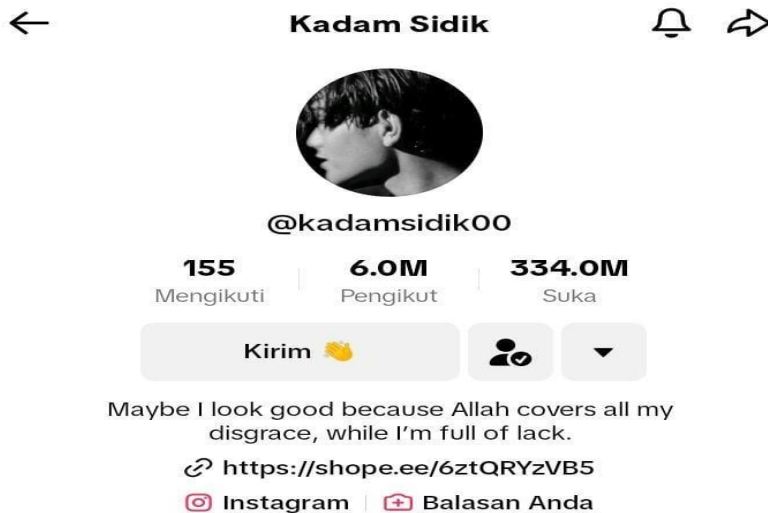 Kadam Sidik
@kadamsidik00
155 6.0M 334.0M
Mengikuti Pengikut Suka
Kirim 👋
Maybe I look good because Allah covers all my
disgrace, while I'm full of lack.
https://shope.ee/6ztQRYzVB5
Instagram Balasan Anda